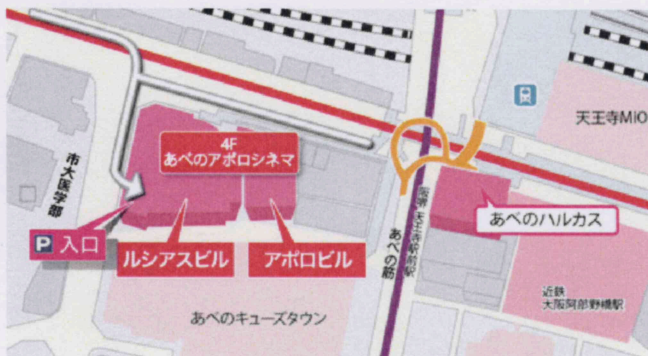 天王寺MIO
4F
あべのアポロシネマ
市大医学部
あべのハルカス
P 入口
ルシアスビル
アポロビル
阪堺 天王寺駅前駅
あべの筋
近鉄
大阪阿部野橋駅
あべのキューズタウン